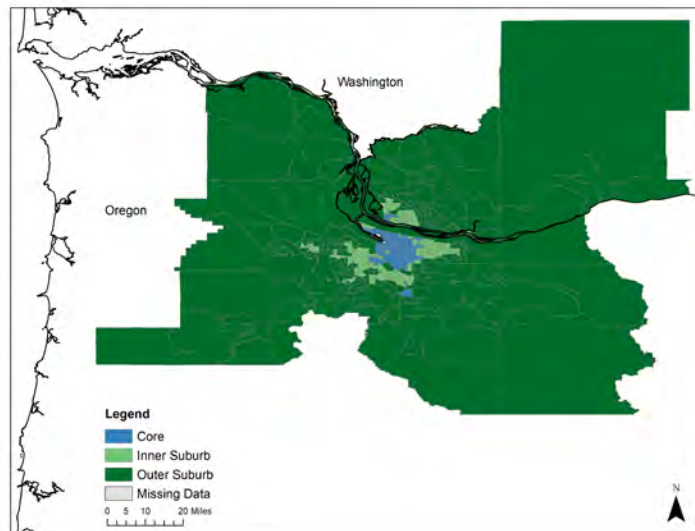 Washington
Oregon
Legend
Core
Inner Suburb
Outer Suburb
Missing Data
0 5 10 20 Miles
N